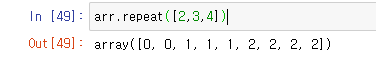 In [49]: arr.repeat([2,3,4])
Out[49]: array([0, 0, 1, 1, 1, 2, 2, 2, 2])